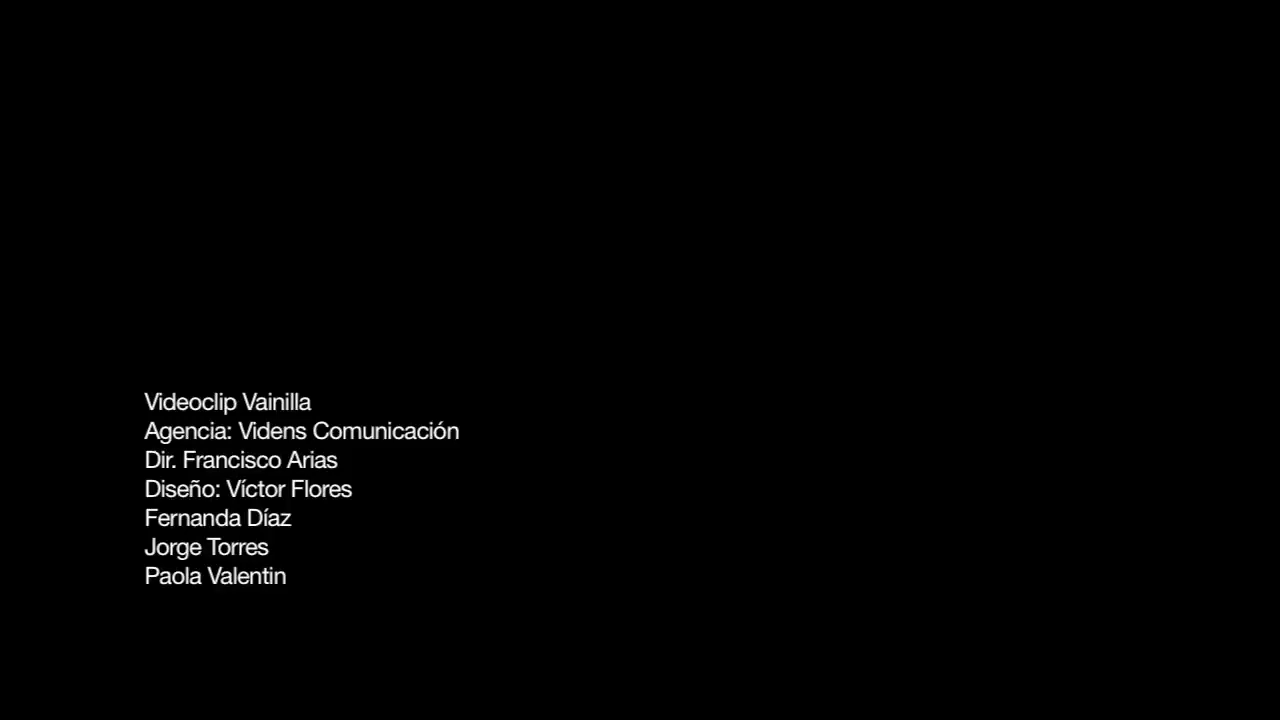 Videoclip Vainilla
Agencia: Videns Comunicación
Dir. Francisco Arias
Diseño: Víctor Flores
Fernanda Díaz
Jorge Torres
Paola Valentin